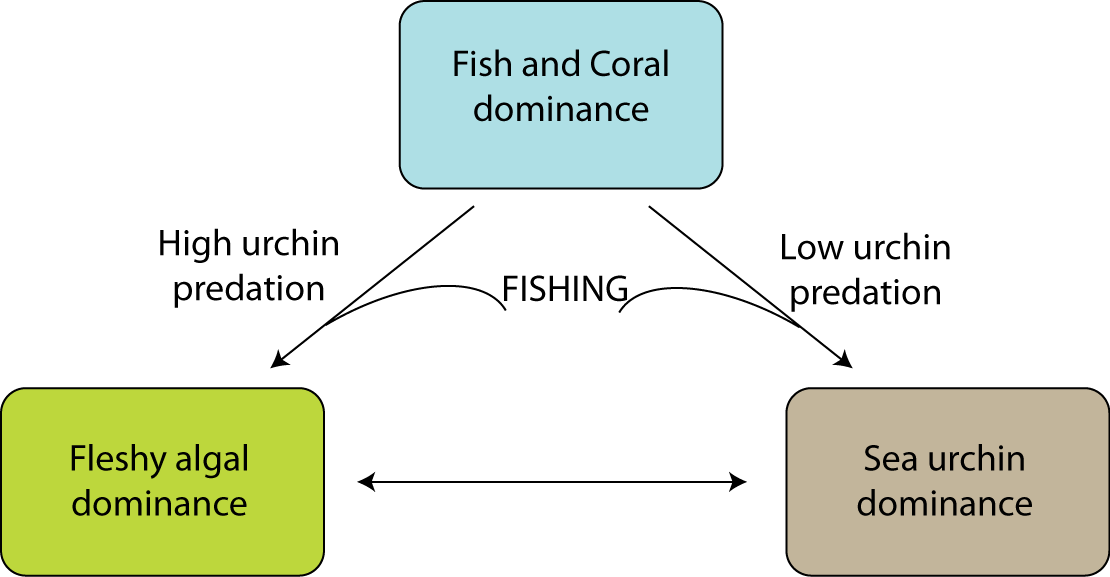 Fish and Coral
dominance
High urchin
predation
FISHING
Low urchin
predation
Fleshy algal
dominance
Sea urchin
dominance